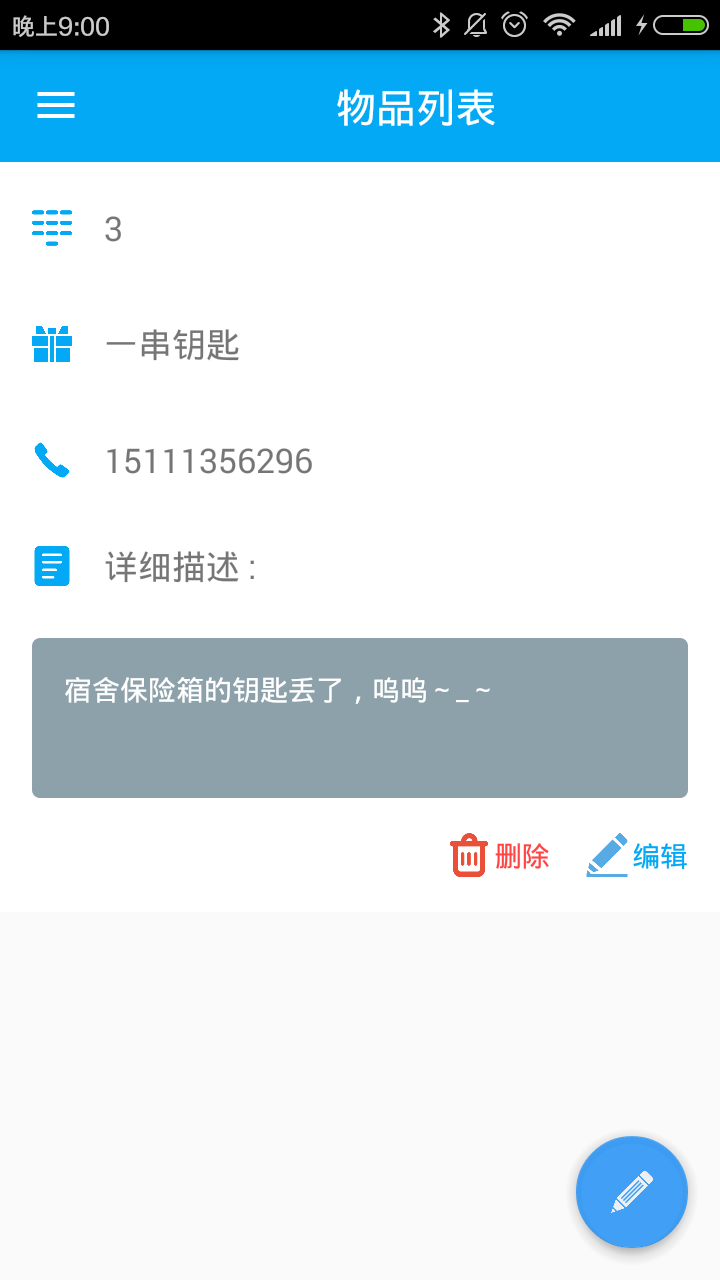 晚上9:00
物品列表
3
一串钥匙
15111356296
详细描述 :
宿舍保险箱的钥匙丢了，呜呜～_～
删除 编辑